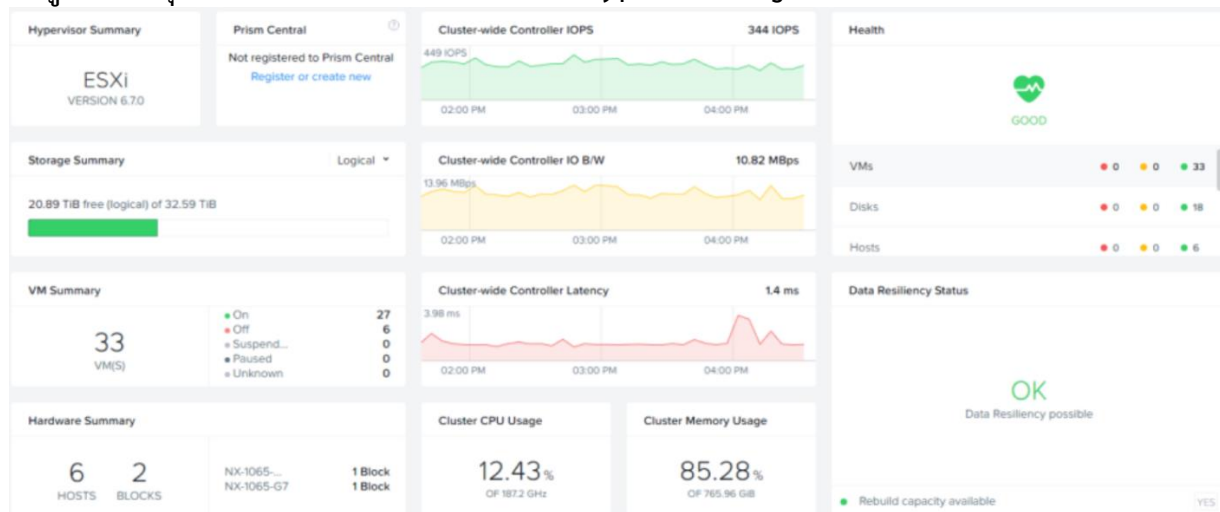 Hypervisor Summary
ESXi
VERSION 6.7.0
Prism Central
Not registered to Prism Central
Register or create new
Cluster-wide Controller IOPS 344 IOPS
449 IOPS
02:00 PM 03:00 PM 04:00 PM
Health
GOOD
VMs 0 0 33
Disks 0 0 18
Hosts 0 0 6
Storage Summary Logical
20.89 TiB free (logical) of 32.59 TiB
Cluster-wide Controller IO B/W 10.82 MBps
13.96 MBps
02:00 PM 03:00 PM 04:00 PM
VM Summary
33
VM(S)
On 27
Off 6
Suspend... 0
Paused 0
Unknown 0
Cluster-wide Controller Latency 1.4 ms
3.98 ms
02:00 PM 03:00 PM 04:00 PM
Data Resiliency Status
OK
Data Resiliency possible
Rebuild capacity available YES
Hardware Summary
6 2
HOSTS BLOCKS
NX-1065-... 1 Block
NX-1065-G7 1 Block
Cluster CPU Usage
12.43%
OF 187.2 GHz
Cluster Memory Usage
85.28%
OF 765.96 GiB